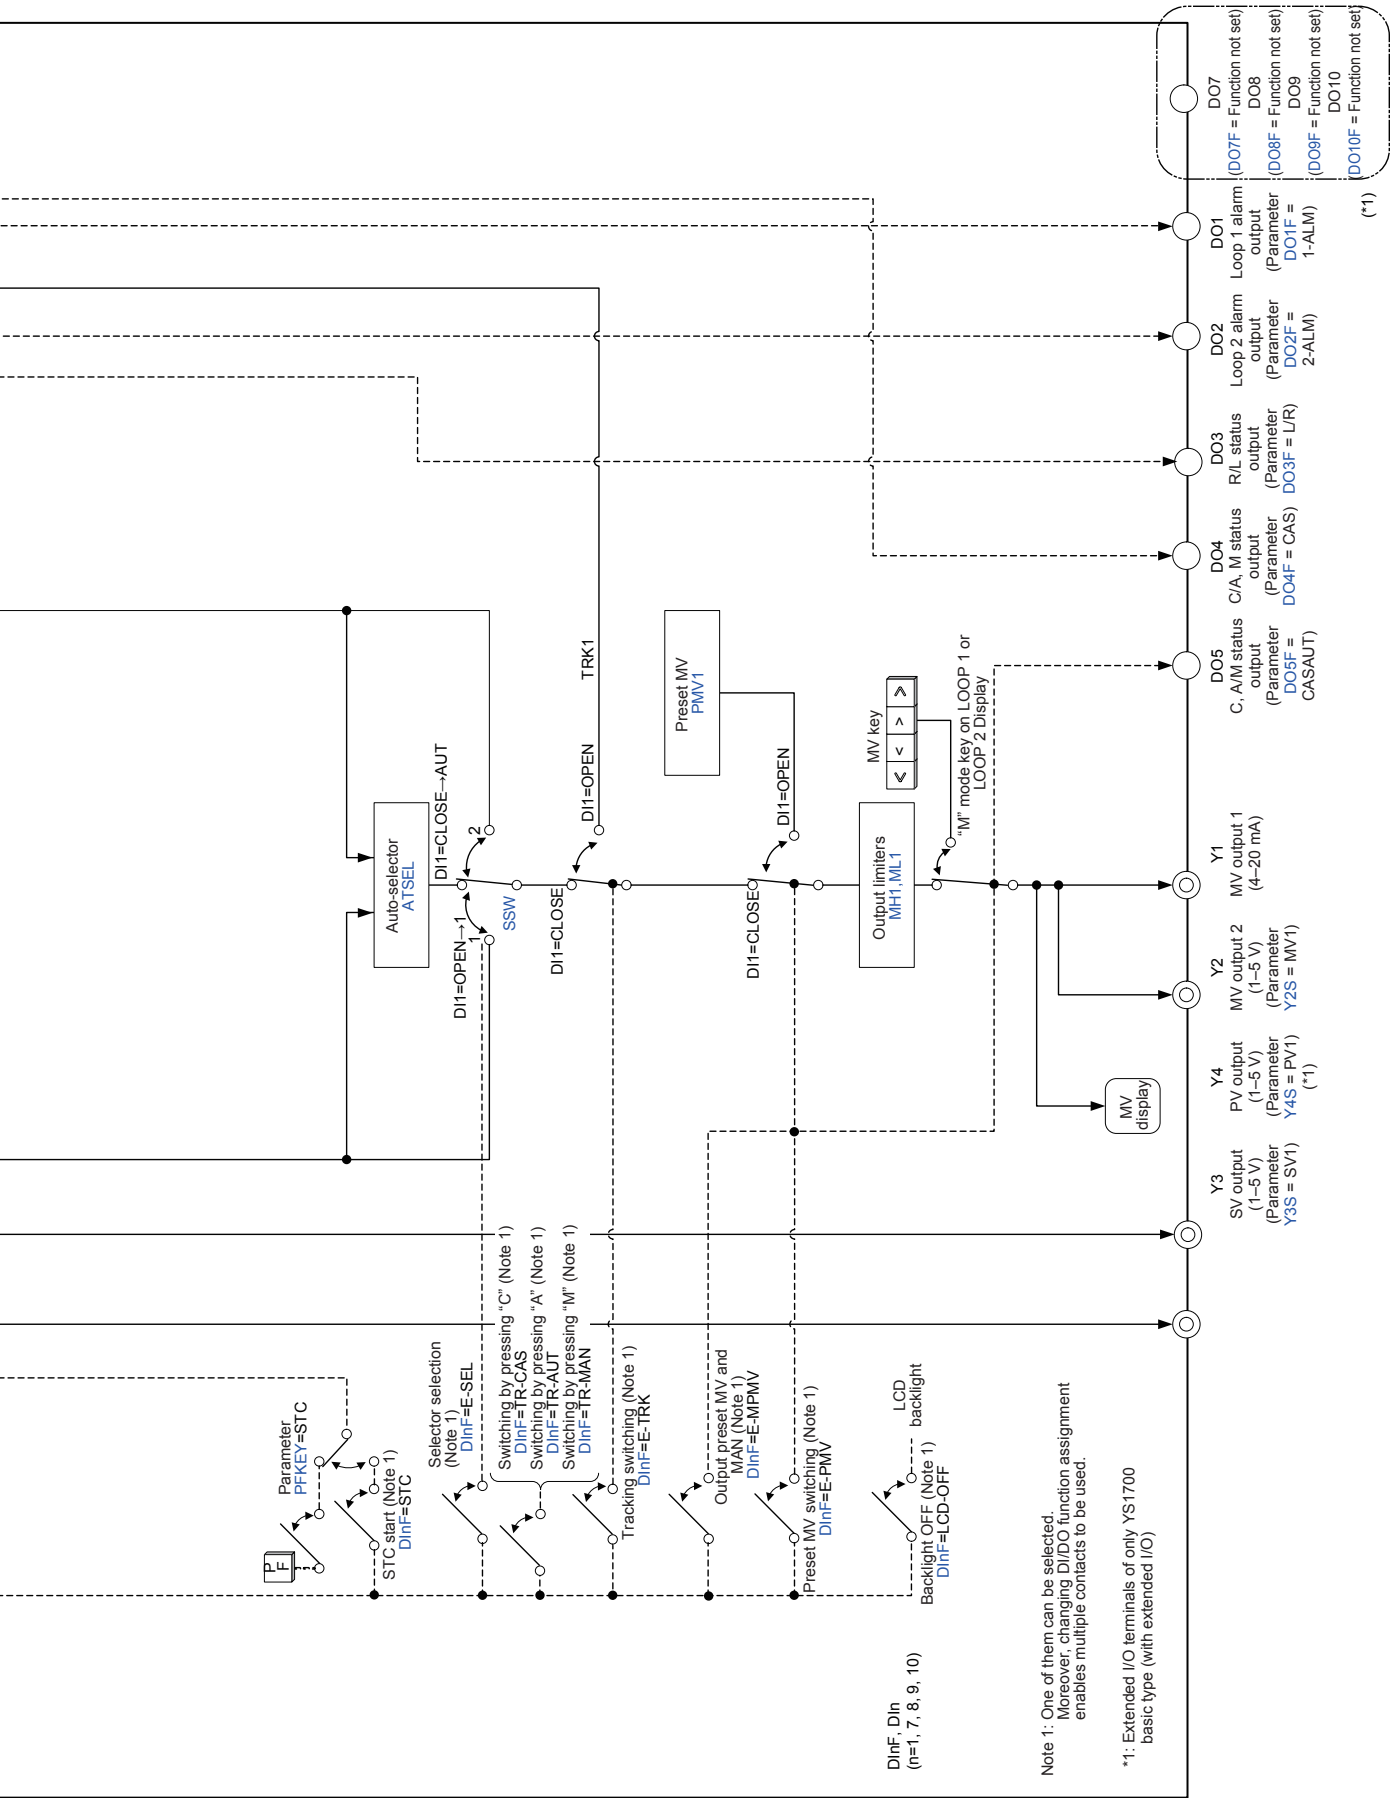 Parameter
PFKEY=STC
P
F
STC start (Note 1)
DInF=STC
Selector selection
(Note 1)
DInF=E-SEL
Switching by pressing “C” (Note 1)
DInF=TR-CAS
Switching by pressing “A” (Note 1)
DInF=TR-AUT
Switching by pressing “M” (Note 1)
DInF=TR-MAN
Tracking switching (Note 1)
DInF=E-TRK
Output preset MV and
MAN (Note 1)
DInF=E-MPMV
Preset MV switching (Note 1)
DInF=E-PMV
LCD
backlight
Backlight OFF (Note 1)
DInF=LCD-OFF
DInF, DIn
(n=1, 7, 8, 9, 10)
Note 1: One of them can be selected.
Moreover, changing DI/DO function assignment
enables multiple contacts to be used.
*1: Extended I/O terminals of only YS1700
basic type (with extended I/O)
Auto-selector
ATSEL
DI1=OPEN→1
DI1=CLOSE→AUT
1
2
SSW
DI1=CLOSE
DI1=OPEN
TRK1
Preset MV
PMV1
DI1=CLOSE
DI1=OPEN
Output limiters
MH1,ML1
MV key
< < > >
“M” mode key on LOOP 1 or
LOOP 2 Display
MV
display
Y3
SV output
(1–5 V)
(Parameter
Y3S = SV1)
Y4
PV output
(1–5 V)
(Parameter
Y4S = PV1)
(*1)
Y2
MV output 2
(1–5 V)
(Parameter
Y2S = MV1)
Y1
MV output 1
(4–20 mA)
DO5
C, A/M status
output
(Parameter
DO5F =
CASAUT)
DO4
C/A, M status
output
(Parameter
DO4F = CAS)
DO3
R/L status
output
(Parameter
DO3F = L/R)
DO2
Loop 2 alarm
output
(Parameter
DO2F =
2-ALM)
DO1
Loop 1 alarm
output
(Parameter
DO1F =
1-ALM)
DO7
(DO7F = Function not set)
DO8
(DO8F = Function not set)
DO9
(DO9F = Function not set)
DO10
(DO10F = Function not set)
(*1)